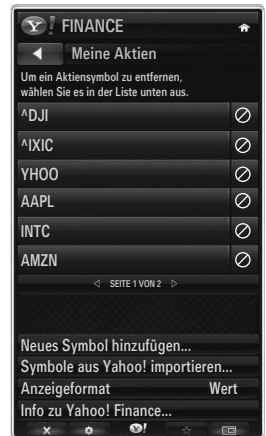 Y! FINANCE
Meine Aktien
Um ein Aktiensymbol zu entfernen,
wählen Sie es in der Liste unten aus.
^DJI
^IXIC
YHOO
AAPL
INTC
AMZN
SEITE 1 VON 2
Neues Symbol hinzufügen...
Symbole aus Yahoo! importieren...
Anzeigeformat Wert
Info zu Yahoo! Finance...
Y!